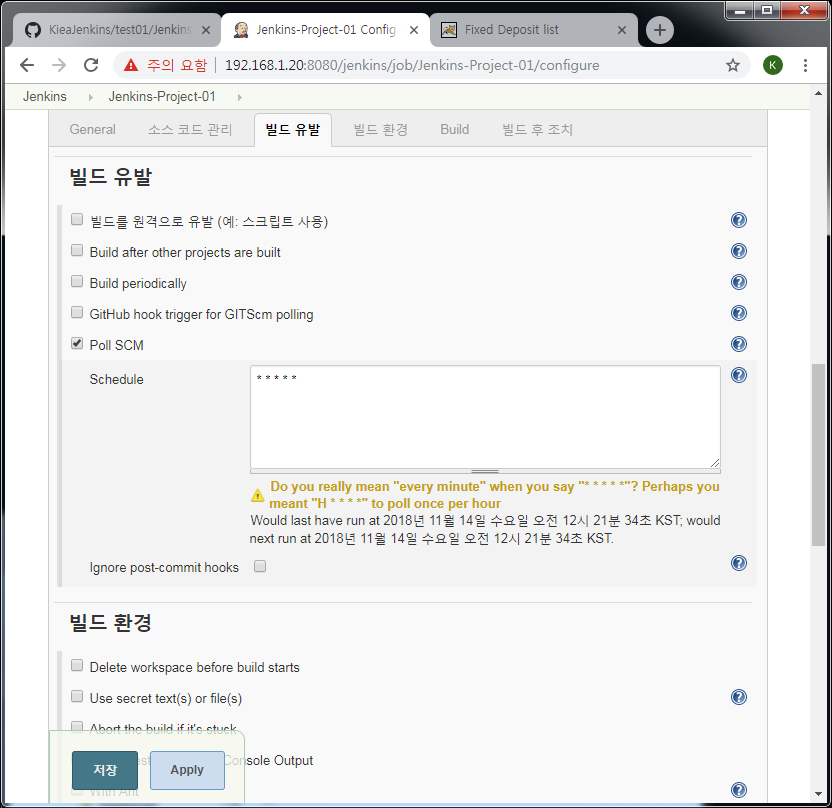 KieaJenkins/test01/Jenkins
Jenkins-Project-01 Config
Fixed Deposit list
주의 요함
192.168.1.20:8080/jenkins/job/Jenkins-Project-01/configure
K
Jenkins
Jenkins-Project-01
General
소스 코드 관리
빌드 유발
빌드 환경
Build
빌드 후 조치
빌드 유발
빌드를 원격으로 유발 (예: 스크립트 사용)
Build after other projects are built
Build periodically
GitHub hook trigger for GITScm polling
Poll SCM
Schedule
* * * * *
Do you really mean "every minute" when you say "* * * * *"? Perhaps you
meant "H * * * *" to poll once per hour
Would last have run at 2018년 11월 14일 수요일 오전 12시 21분 34초 KST; would
next run at 2018년 11월 14일 수요일 오전 12시 21분 34초 KST.
Ignore post-commit hooks
빌드 환경
Delete workspace before build starts
Use secret text(s) or file(s)
Abort the build if it's stuck
Console Output
저장
Apply
With Ant